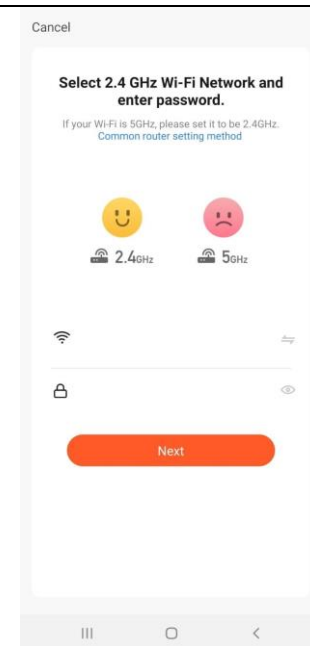 Cancel
Select 2.4 GHz Wi-Fi Network and
enter password.
If your Wi-Fi is 5GHz, please set it to be 2.4GHz.
Common router setting method
2.4GHz
5GHz
Next